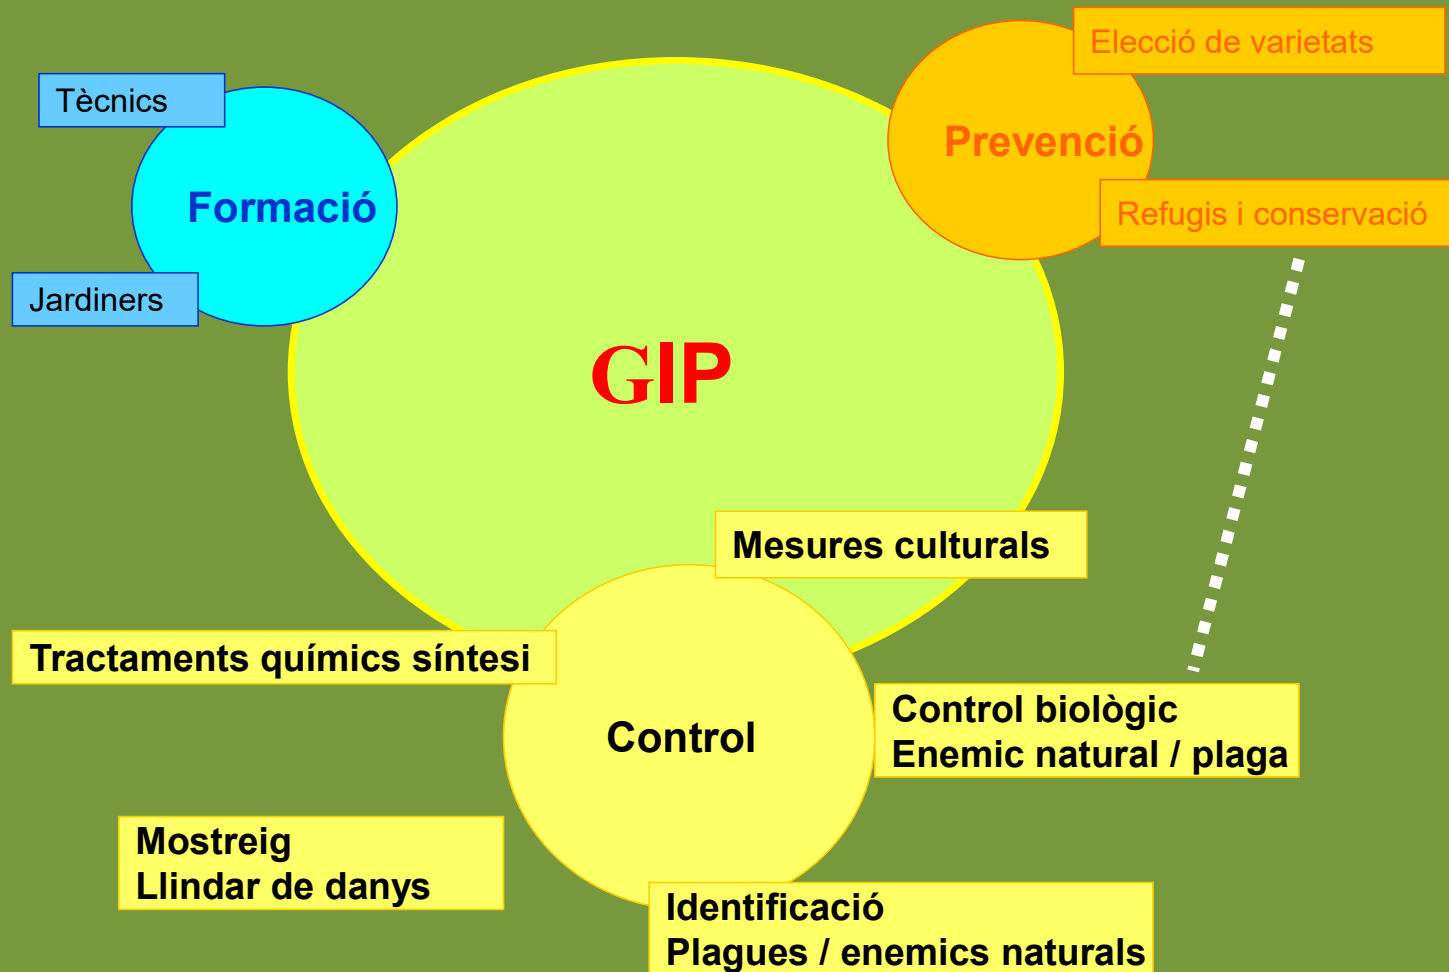 Elecció de varietats
Tècnics
Prevenció
Formació
Refugis i conservació
Jardiners
GIP
Mesures culturals
Tractaments químics síntesi
Control
Control biològic
Enemic natural / plaga
Mostreig
Llindar de danys
Identificació
Plagues / enemics naturals